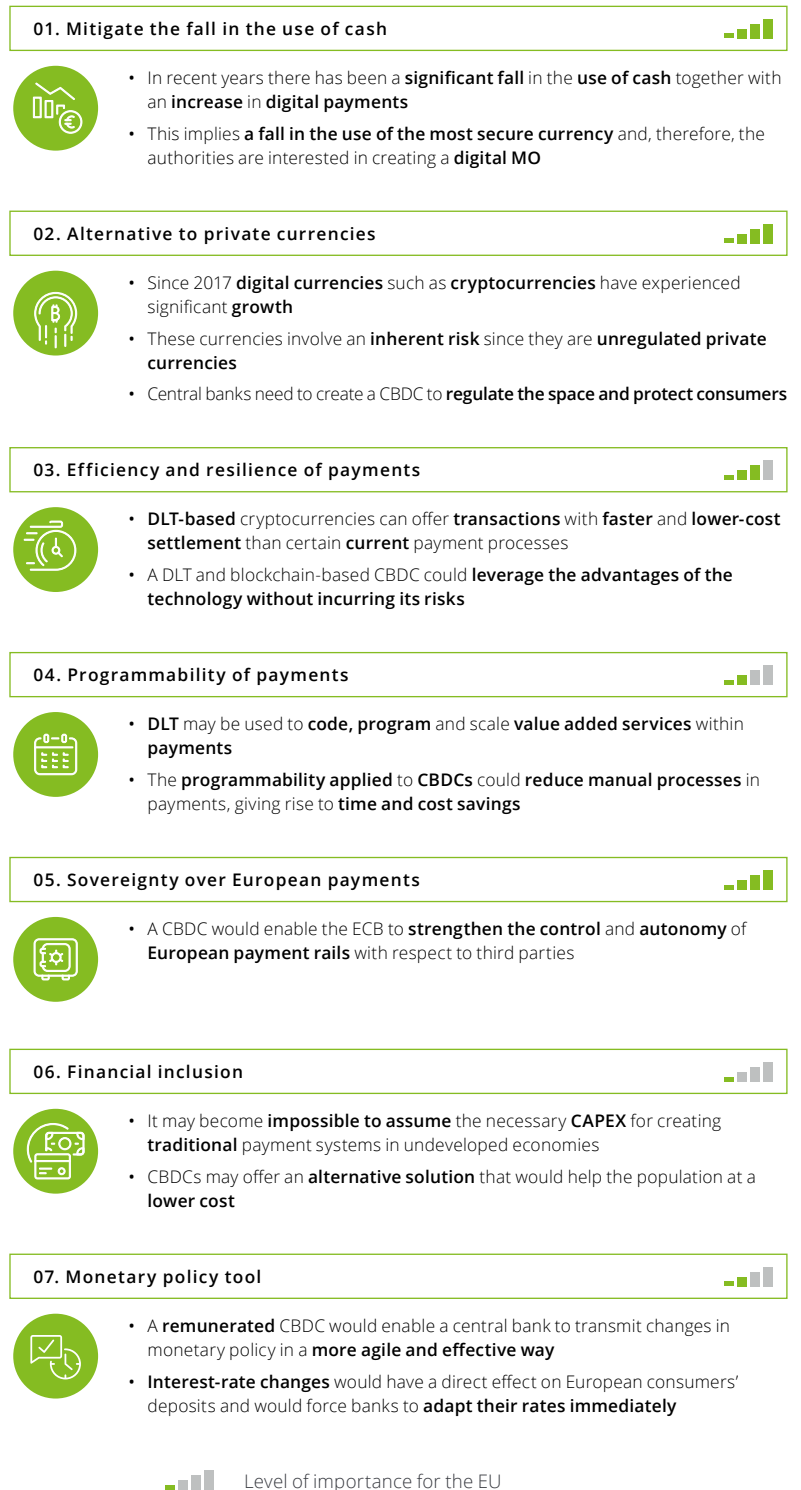 01. Mitigate the fall in the use of cash
• In recent years there has been a significant fall in the use of cash together with
an increase in digital payments
• This implies a fall in the use of the most secure currency and, therefore, the
authorities are interested in creating a digital MO
02. Alternative to private currencies
• Since 2017 digital currencies such as cryptocurrencies have experienced
significant growth
• These currencies involve an inherent risk since they are unregulated private
currencies
• Central banks need to create a CBDC to regulate the space and protect consumers
03. Efficiency and resilience of payments
• DLT-based cryptocurrencies can offer transactions with faster and lower-cost
settlement than certain current payment processes
• A DLT and blockchain-based CBDC could leverage the advantages of the
technology without incurring its risks
04. Programmability of payments
• DLT may be used to code, program and scale value added services within
payments
• The programmability applied to CBDCs could reduce manual processes in
payments, giving rise to time and cost savings
05. Sovereignty over European payments
• A CBDC would enable the ECB to strengthen the control and autonomy of
European payment rails with respect to third parties
06. Financial inclusion
• It may become impossible to assume the necessary CAPEX for creating
traditional payment systems in undeveloped economies
• CBDCs may offer an alternative solution that would help the population at a
lower cost
07. Monetary policy tool
• A remunerated CBDC would enable a central bank to transmit changes in
monetary policy in a more agile and effective way
• Interest-rate changes would have a direct effect on European consumers’
deposits and would force banks to adapt their rates immediately
Level of importance for the EU